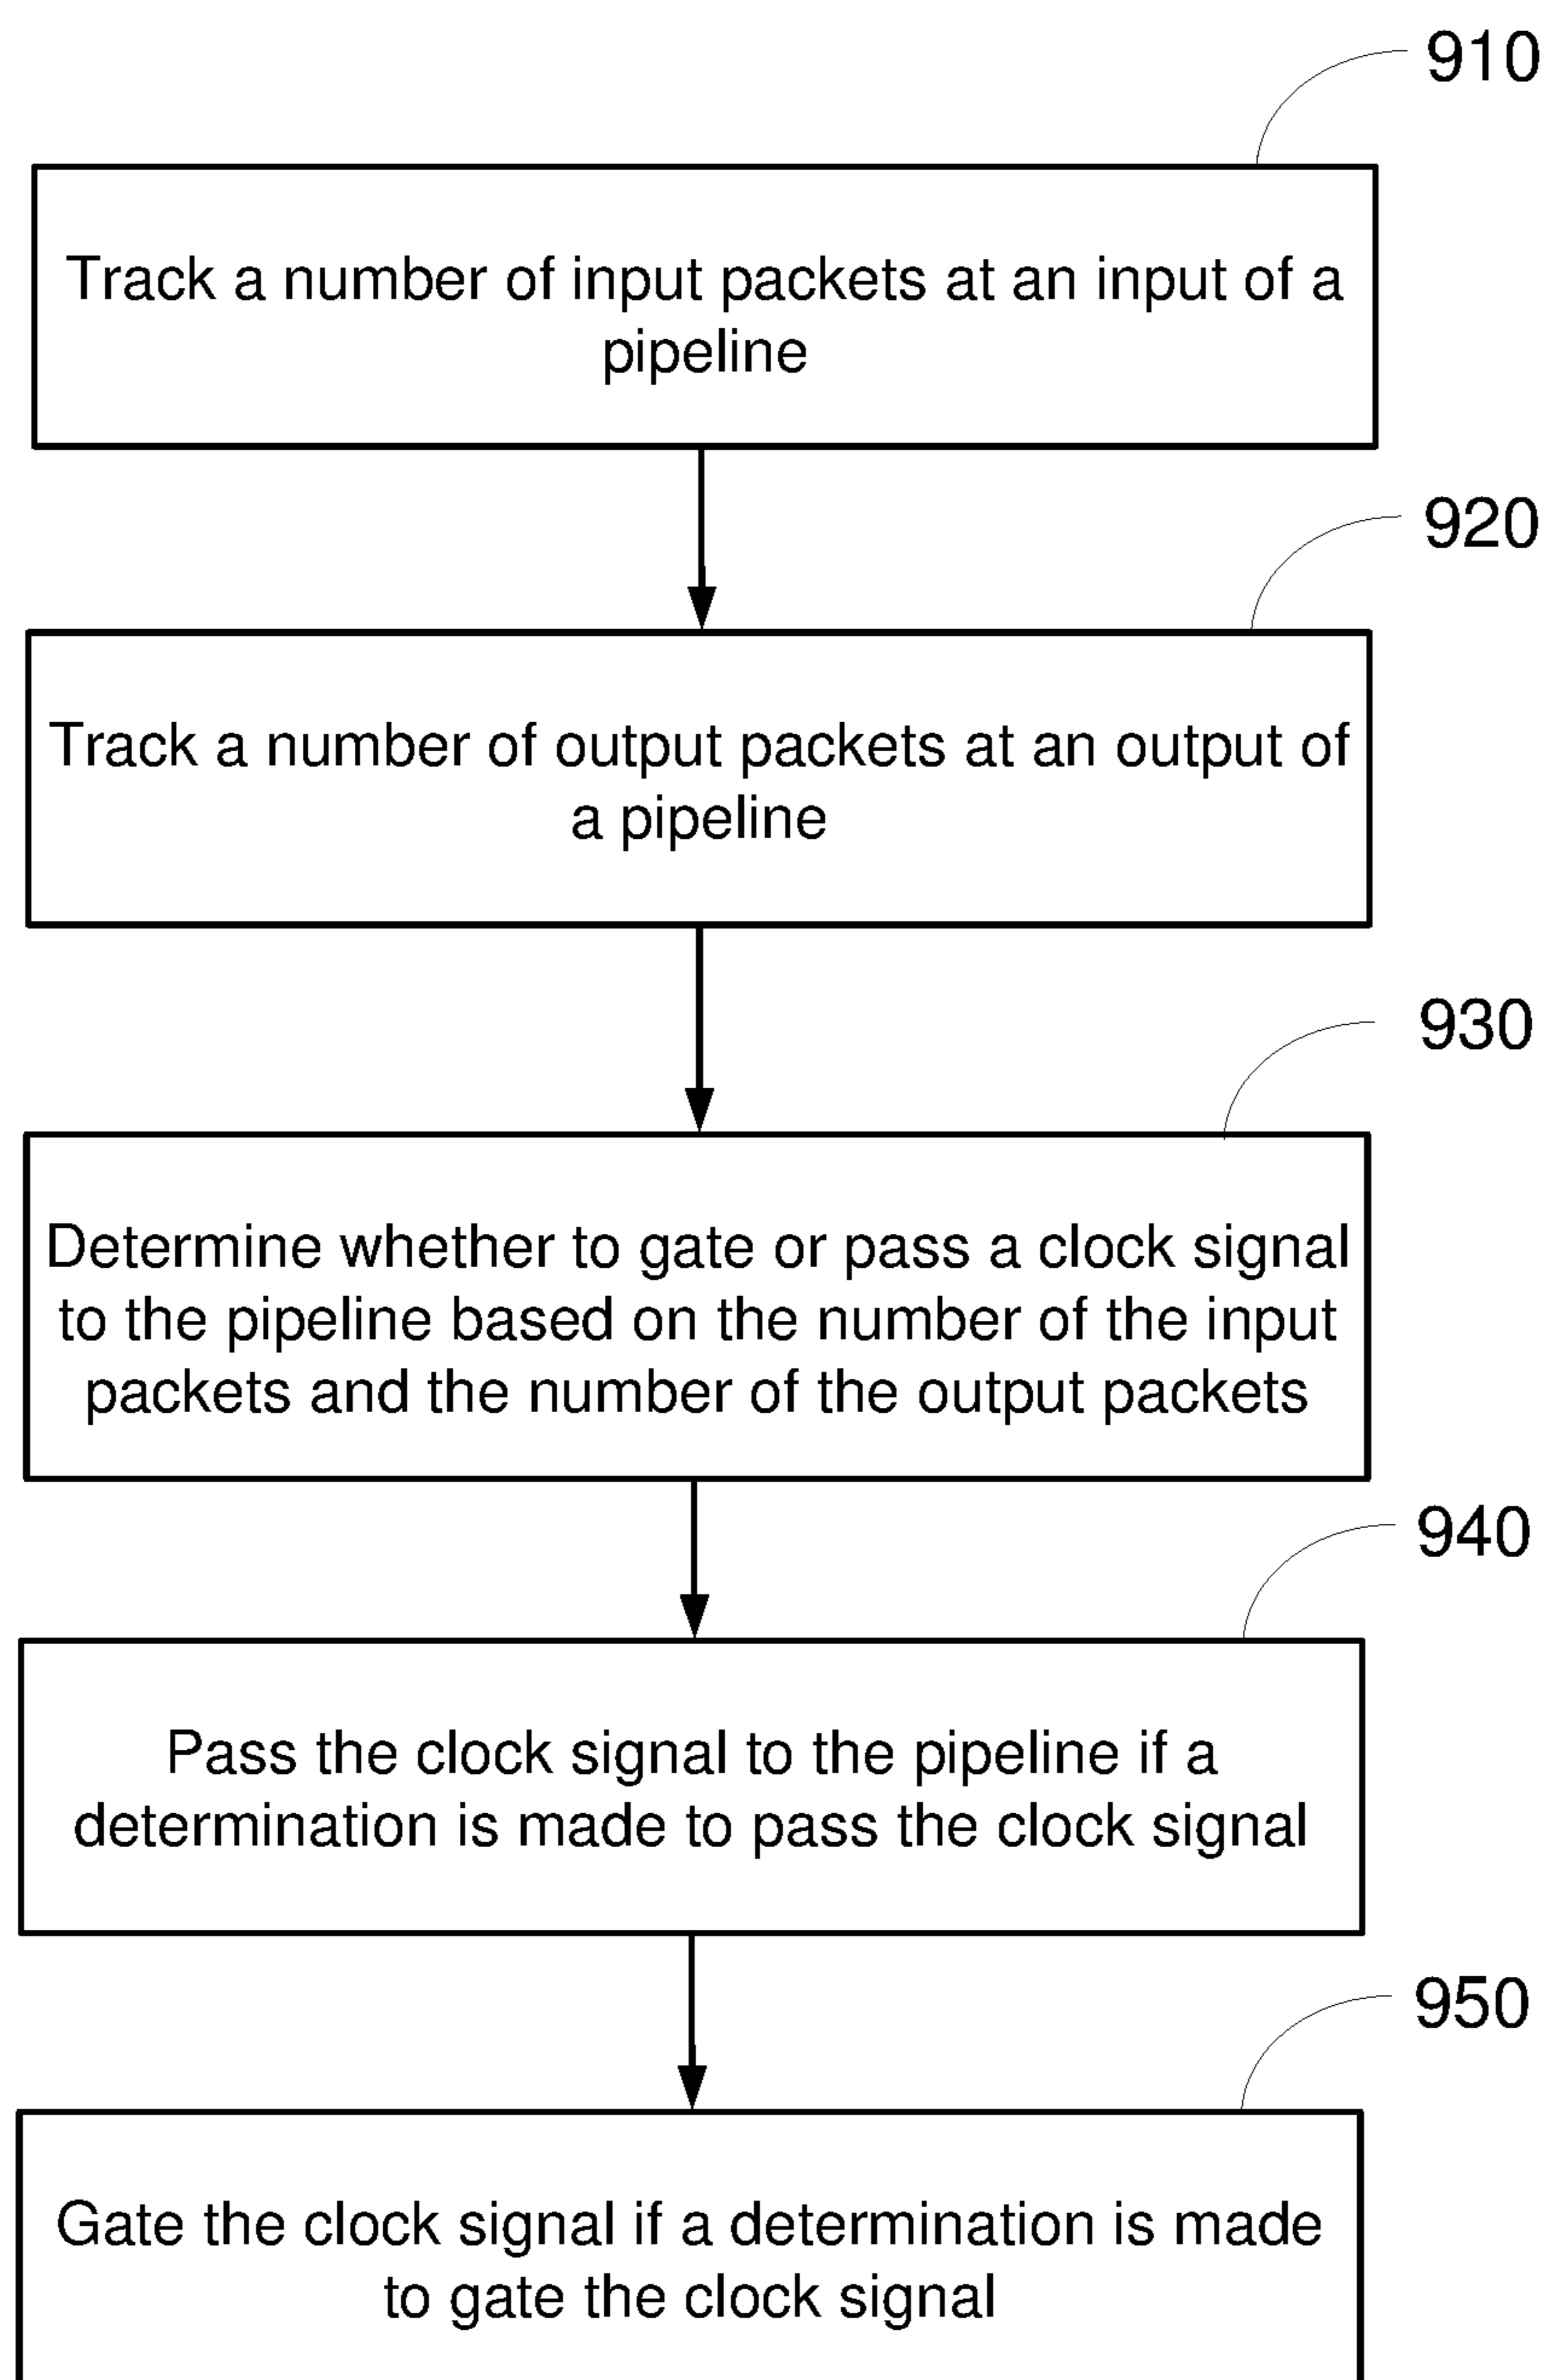 910
Track a number of input packets at an input of a
pipeline
920
Track a number of output packets at an output of
a pipeline
930
Determine whether to gate or pass a clock signal
to the pipeline based on the number of the input
packets and the number of the output packets
940
Pass the clock signal to the pipeline if a
determination is made to pass the clock signal
950
Gate the clock signal if a determination is made
to gate the clock signal